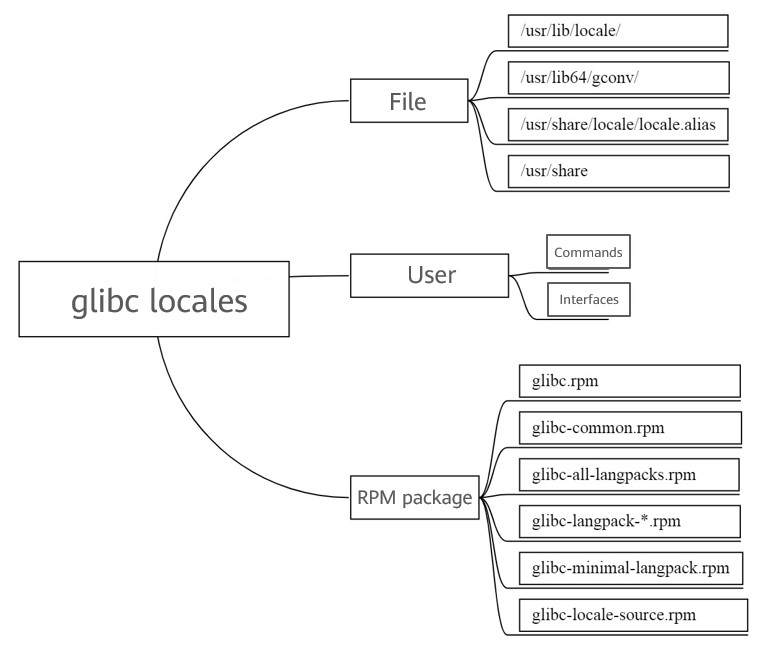 glibc locales
File
/usr/lib/locale/
/usr/lib64/gconv/
/usr/share/locale/locale.alias
/usr/share
User
Commands
Interfaces
RPM package
glibc.rpm
glibc-common.rpm
glibc-all-langpacks.rpm
glibc-langpack-*.rpm
glibc-minimal-langpack.rpm
glibc-locale-source.rpm